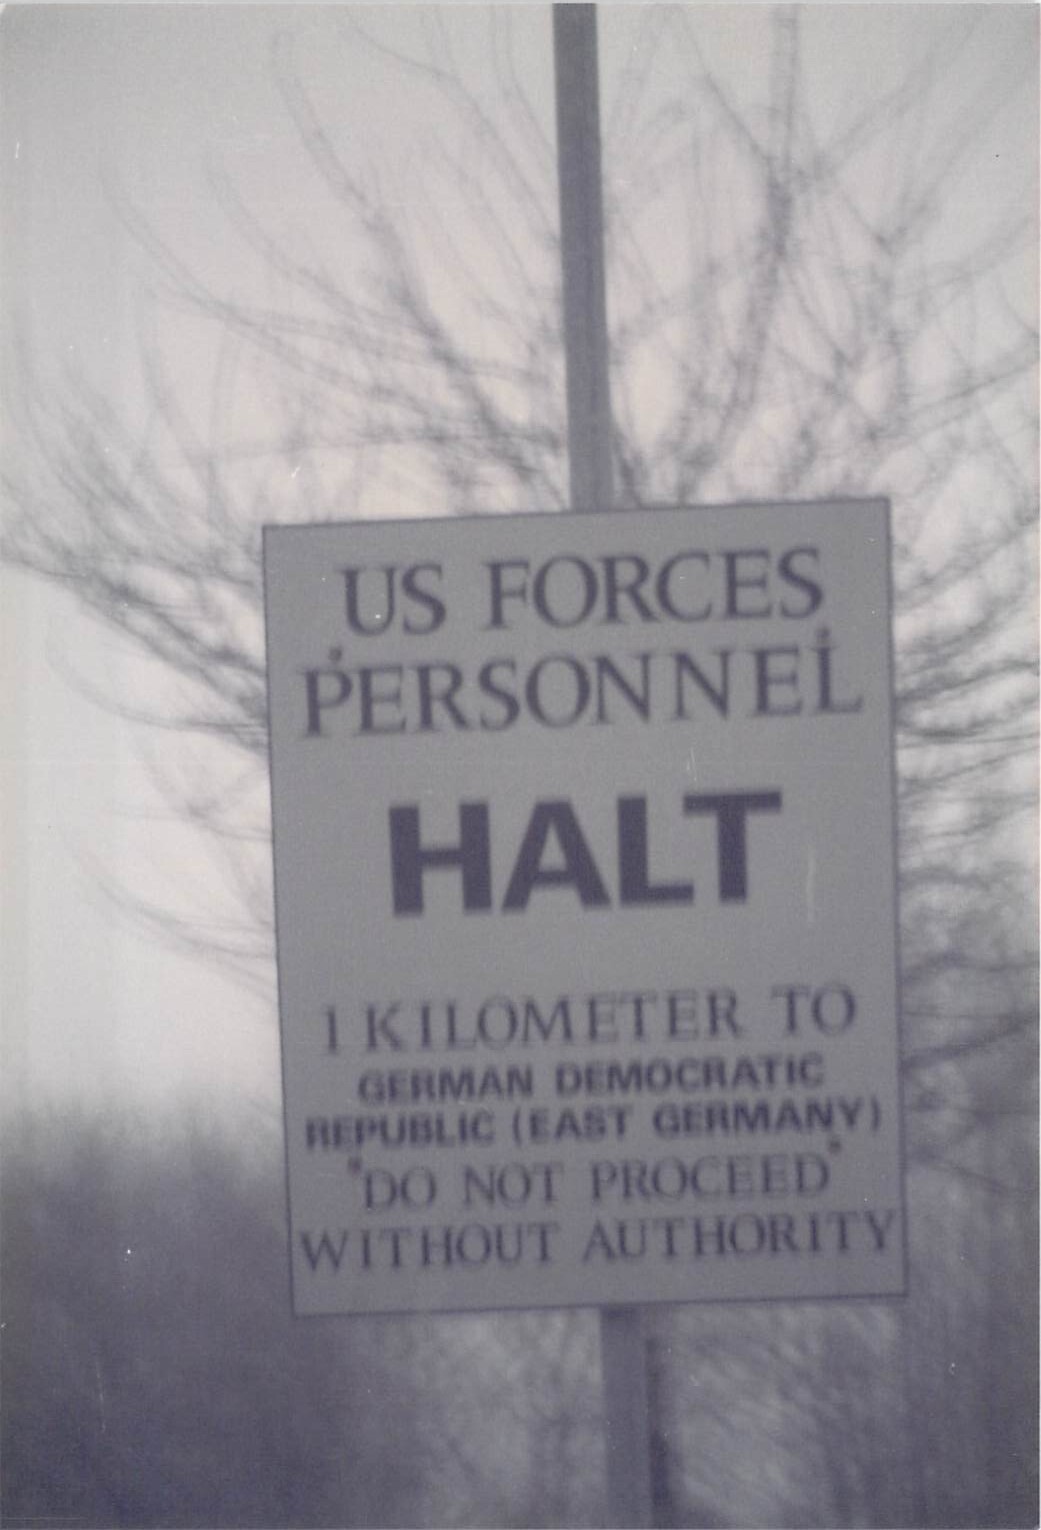 US FORCES
PERSONNEL
HALT
1 KILOMETER TO
GERMAN DEMOCRATIC
REPUBLIC (EAST GERMANY)
"DO NOT PROCEED"
WITHOUT AUTHORITY